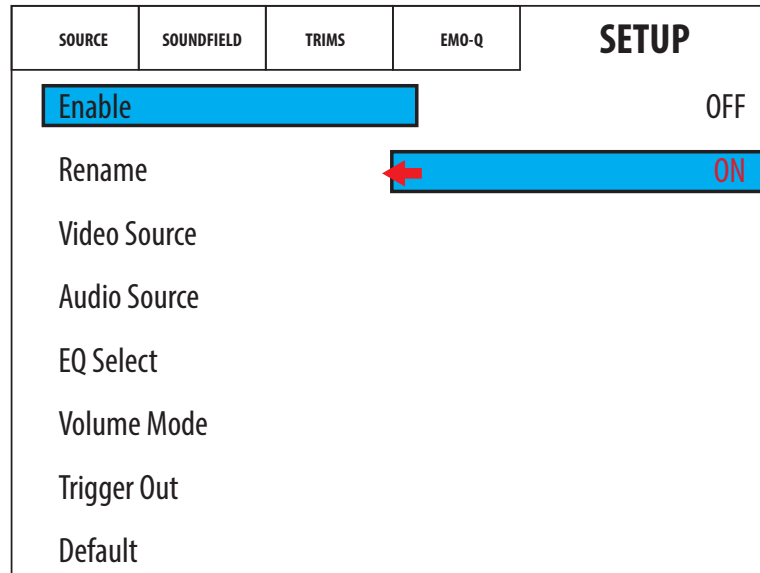 SOURCE SOUNDFIELD TRIMS EMO-Q SETUP
Enable OFF
Rename ON
Video Source
Audio Source
EQ Select
Volume Mode
Trigger Out
Default